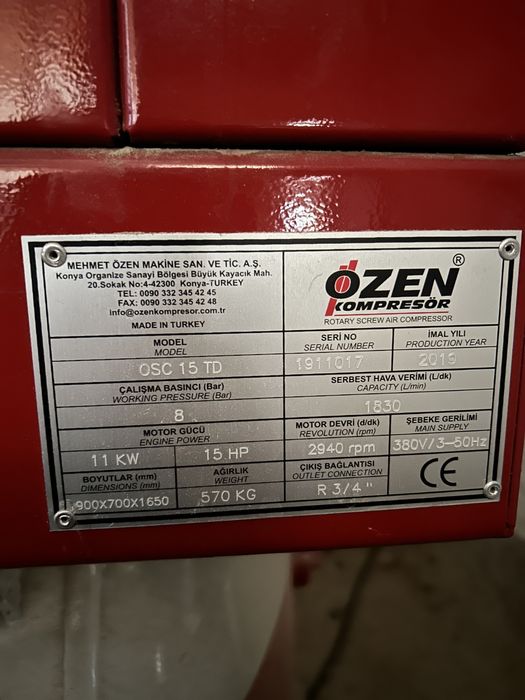 MEHMET ÖZEN MAKİNE SAN. VE TİC. A.Ş.
Konya Organize Sanayi Bölgesi Büyük Kayacık Mah.
20.Sokak No:4-42300 Konya-TURKEY
TEL: 0090 332 345 42 45
FAX: 0090 332 345 42 48
info@ozenkompresor.com.tr
MADE IN TURKEY
ÖZEN ®
KOMPRESÖR
ROTARY SCREW AIR COMPRESSOR
MODEL
MODEL
OSC 15 TD
SERİ NO
SERIAL NUMBER
1911017
İMAL YILI
PRODUCTION YEAR
2019
ÇALIŞMA BASINCI (Bar)
WORKING PRESSURE (Bar)
8
SERBEST HAVA VERİMİ (L/dk)
CAPACITY (L/min)
1830
MOTOR GÜCÜ
ENGINE POWER
11 KW
15 HP
MOTOR DEVRİ (d/dk)
REVOLUTION (rpm)
2940 rpm
ŞEBEKE GERİLİMİ
MAIN SUPPLY
380V/3-50Hz
BOYUTLAR (mm)
DIMENSIONS (mm)
900X700X1650
AĞIRLIK
WEIGHT
570 KG
ÇIKIŞ BAĞLANTISI
OUTLET CONNECTION
R 3/4"
CE